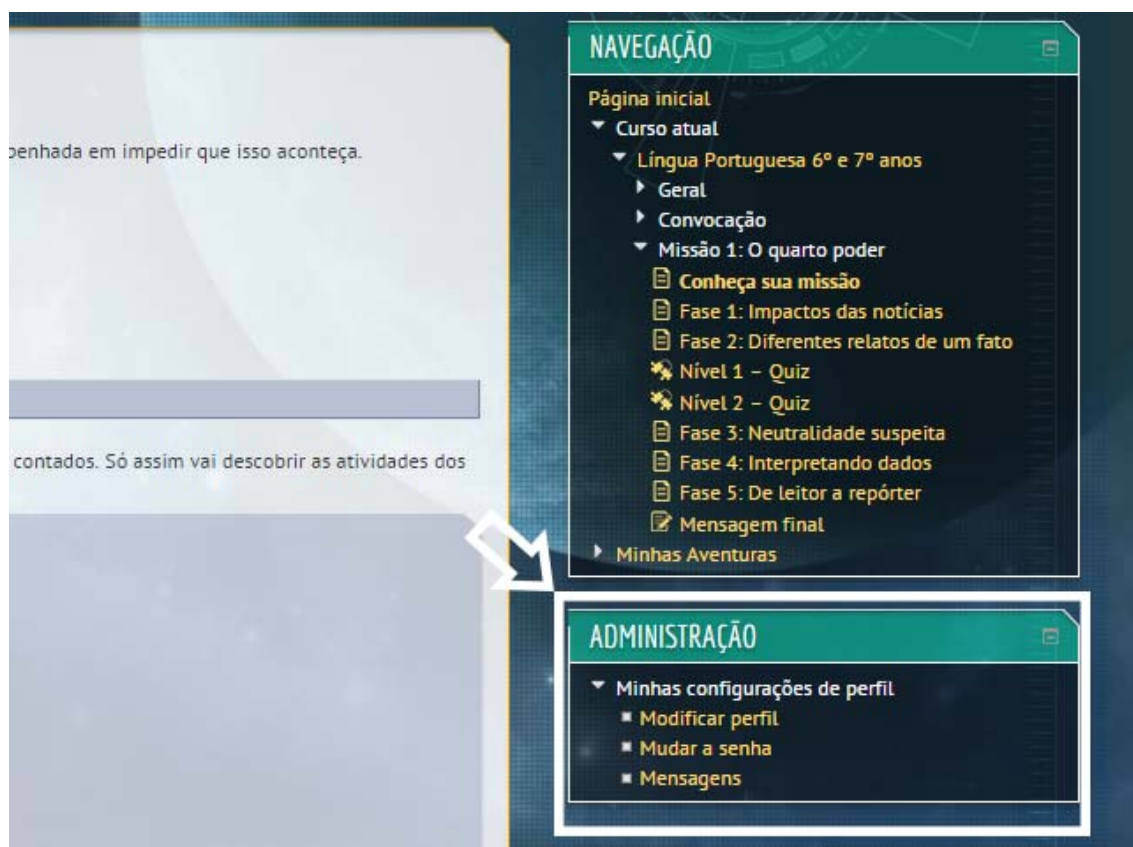 penhada em impedir que isso aconteça.
contados. Só assim vai descobrir as atividades dos
NAVEGAÇÃO
Página inicial
Curso atual
Língua Portuguesa 6º e 7º anos
Geral
Convocação
Missão 1: O quarto poder
Conheça sua missão
Fase 1: Impactos das notícias
Fase 2: Diferentes relatos de um fato
Nível 1 – Quiz
Nível 2 – Quiz
Fase 3: Neutralidade suspeita
Fase 4: Interpretando dados
Fase 5: De leitor a repórter
Mensagem final
Minhas Aventuras
ADMINISTRAÇÃO
Minhas configurações de perfil
Modificar perfil
Mudar a senha
Mensagens